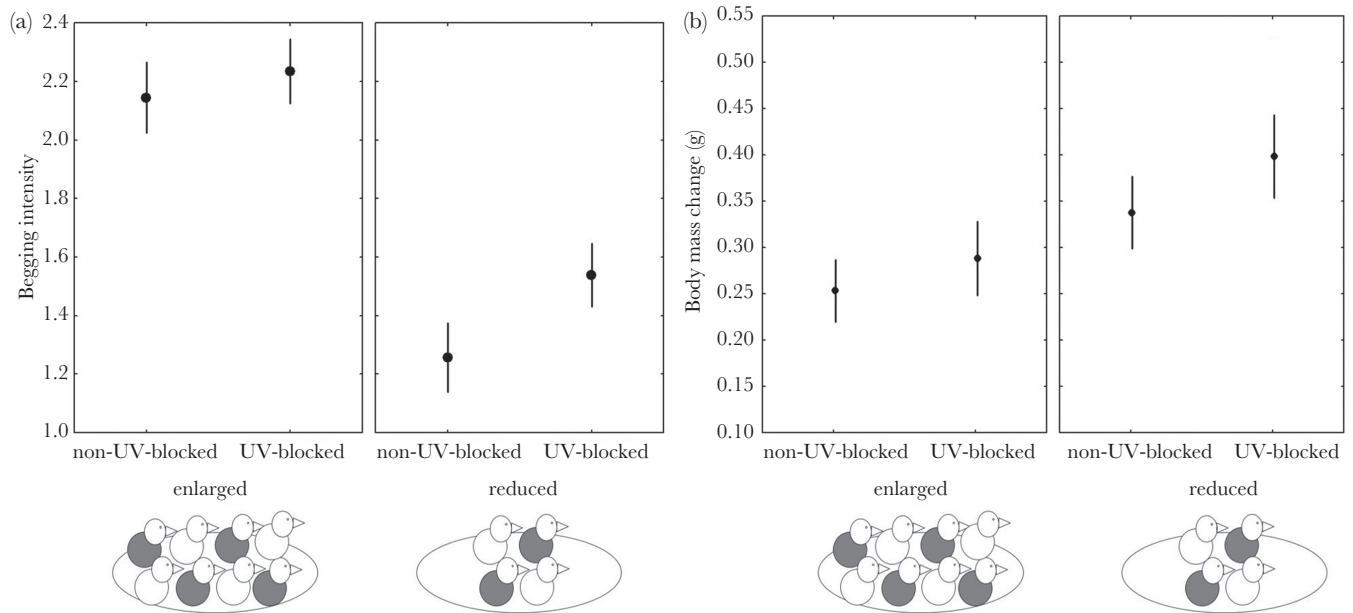 (a)
Begging intensity
2.4
2.2
2.0
1.8
1.6
1.4
1.2
1.0
non-UV-blocked UV-blocked
enlarged
non-UV-blocked UV-blocked
reduced
(b)
Body mass change (g)
0.55
0.50
0.45
0.40
0.35
0.30
0.25
0.20
0.15
0.10
non-UV-blocked UV-blocked
enlarged
non-UV-blocked UV-blocked
reduced